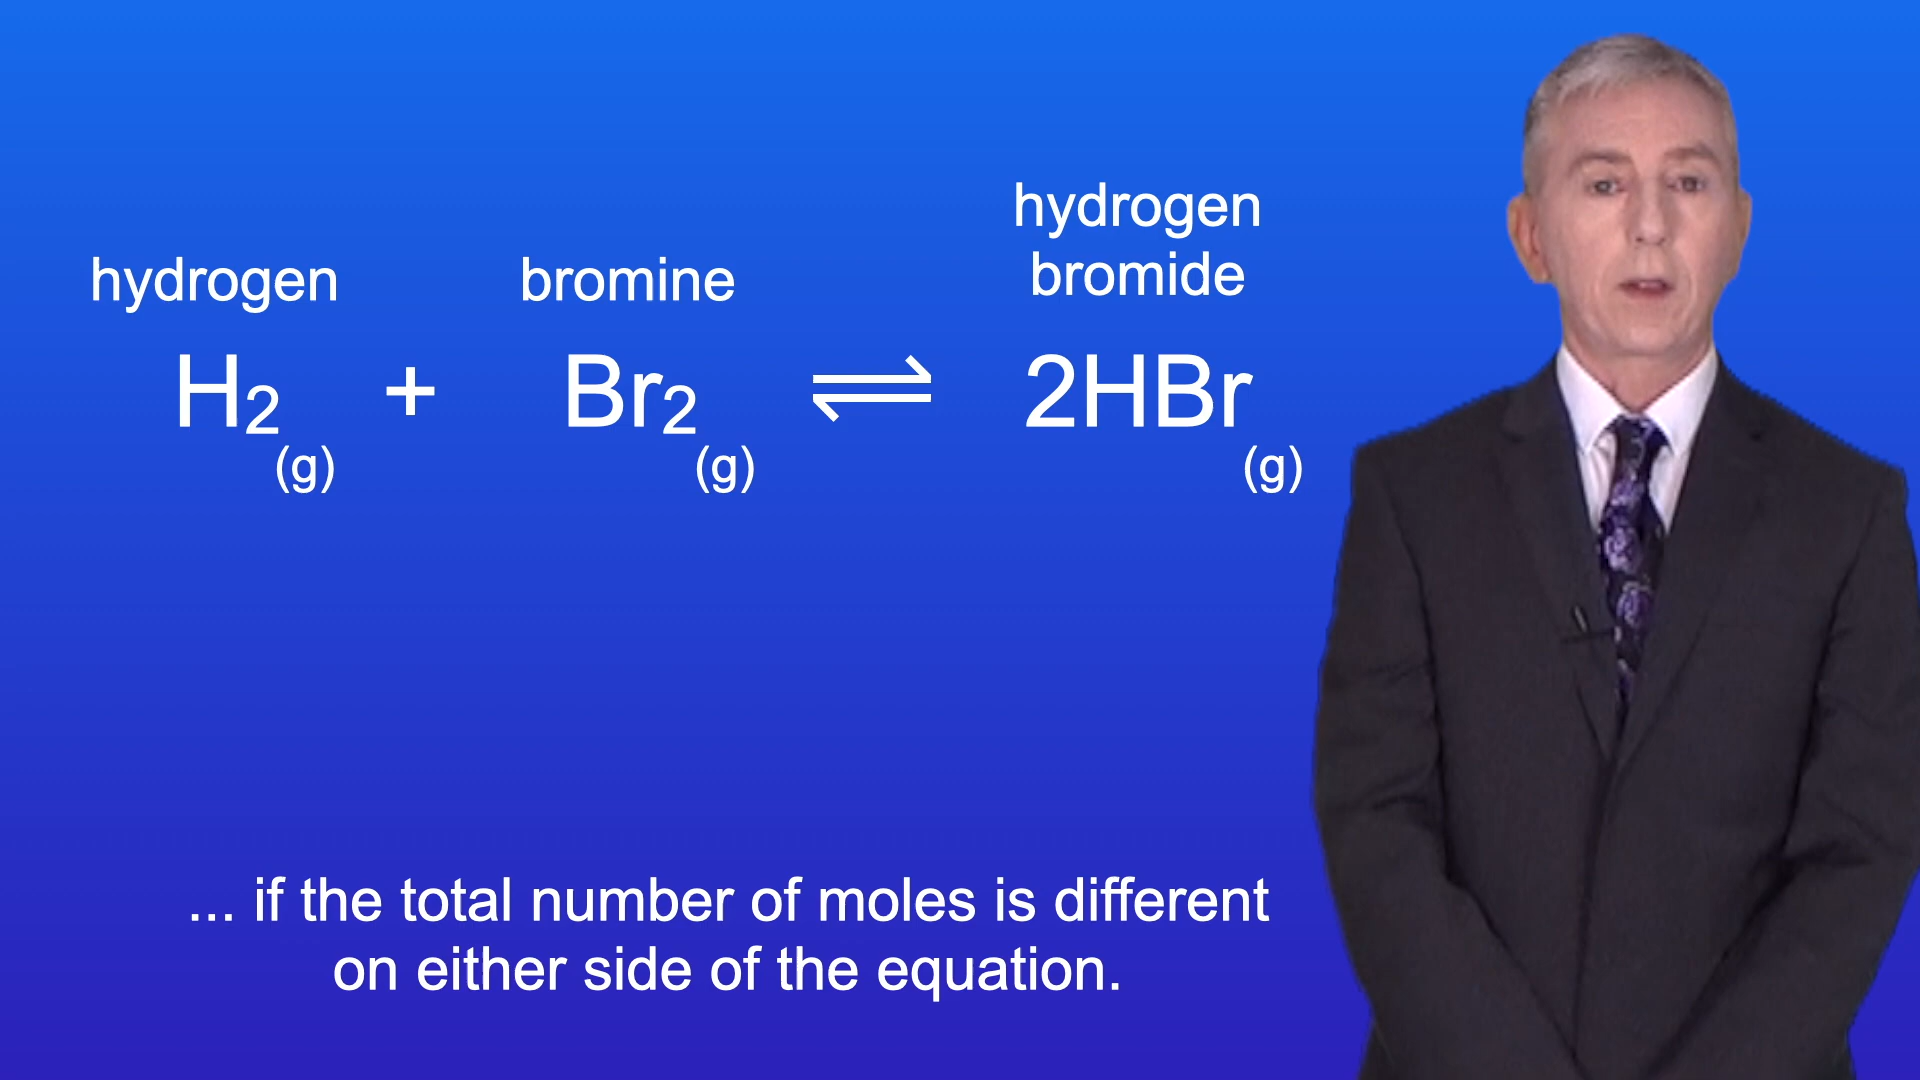 hydrogen bromine hydrogen
bromide
H₂ + Br₂ ⇌ 2HBr
(g) (g) (g)
... if the total number of moles is different
on either side of the equation.